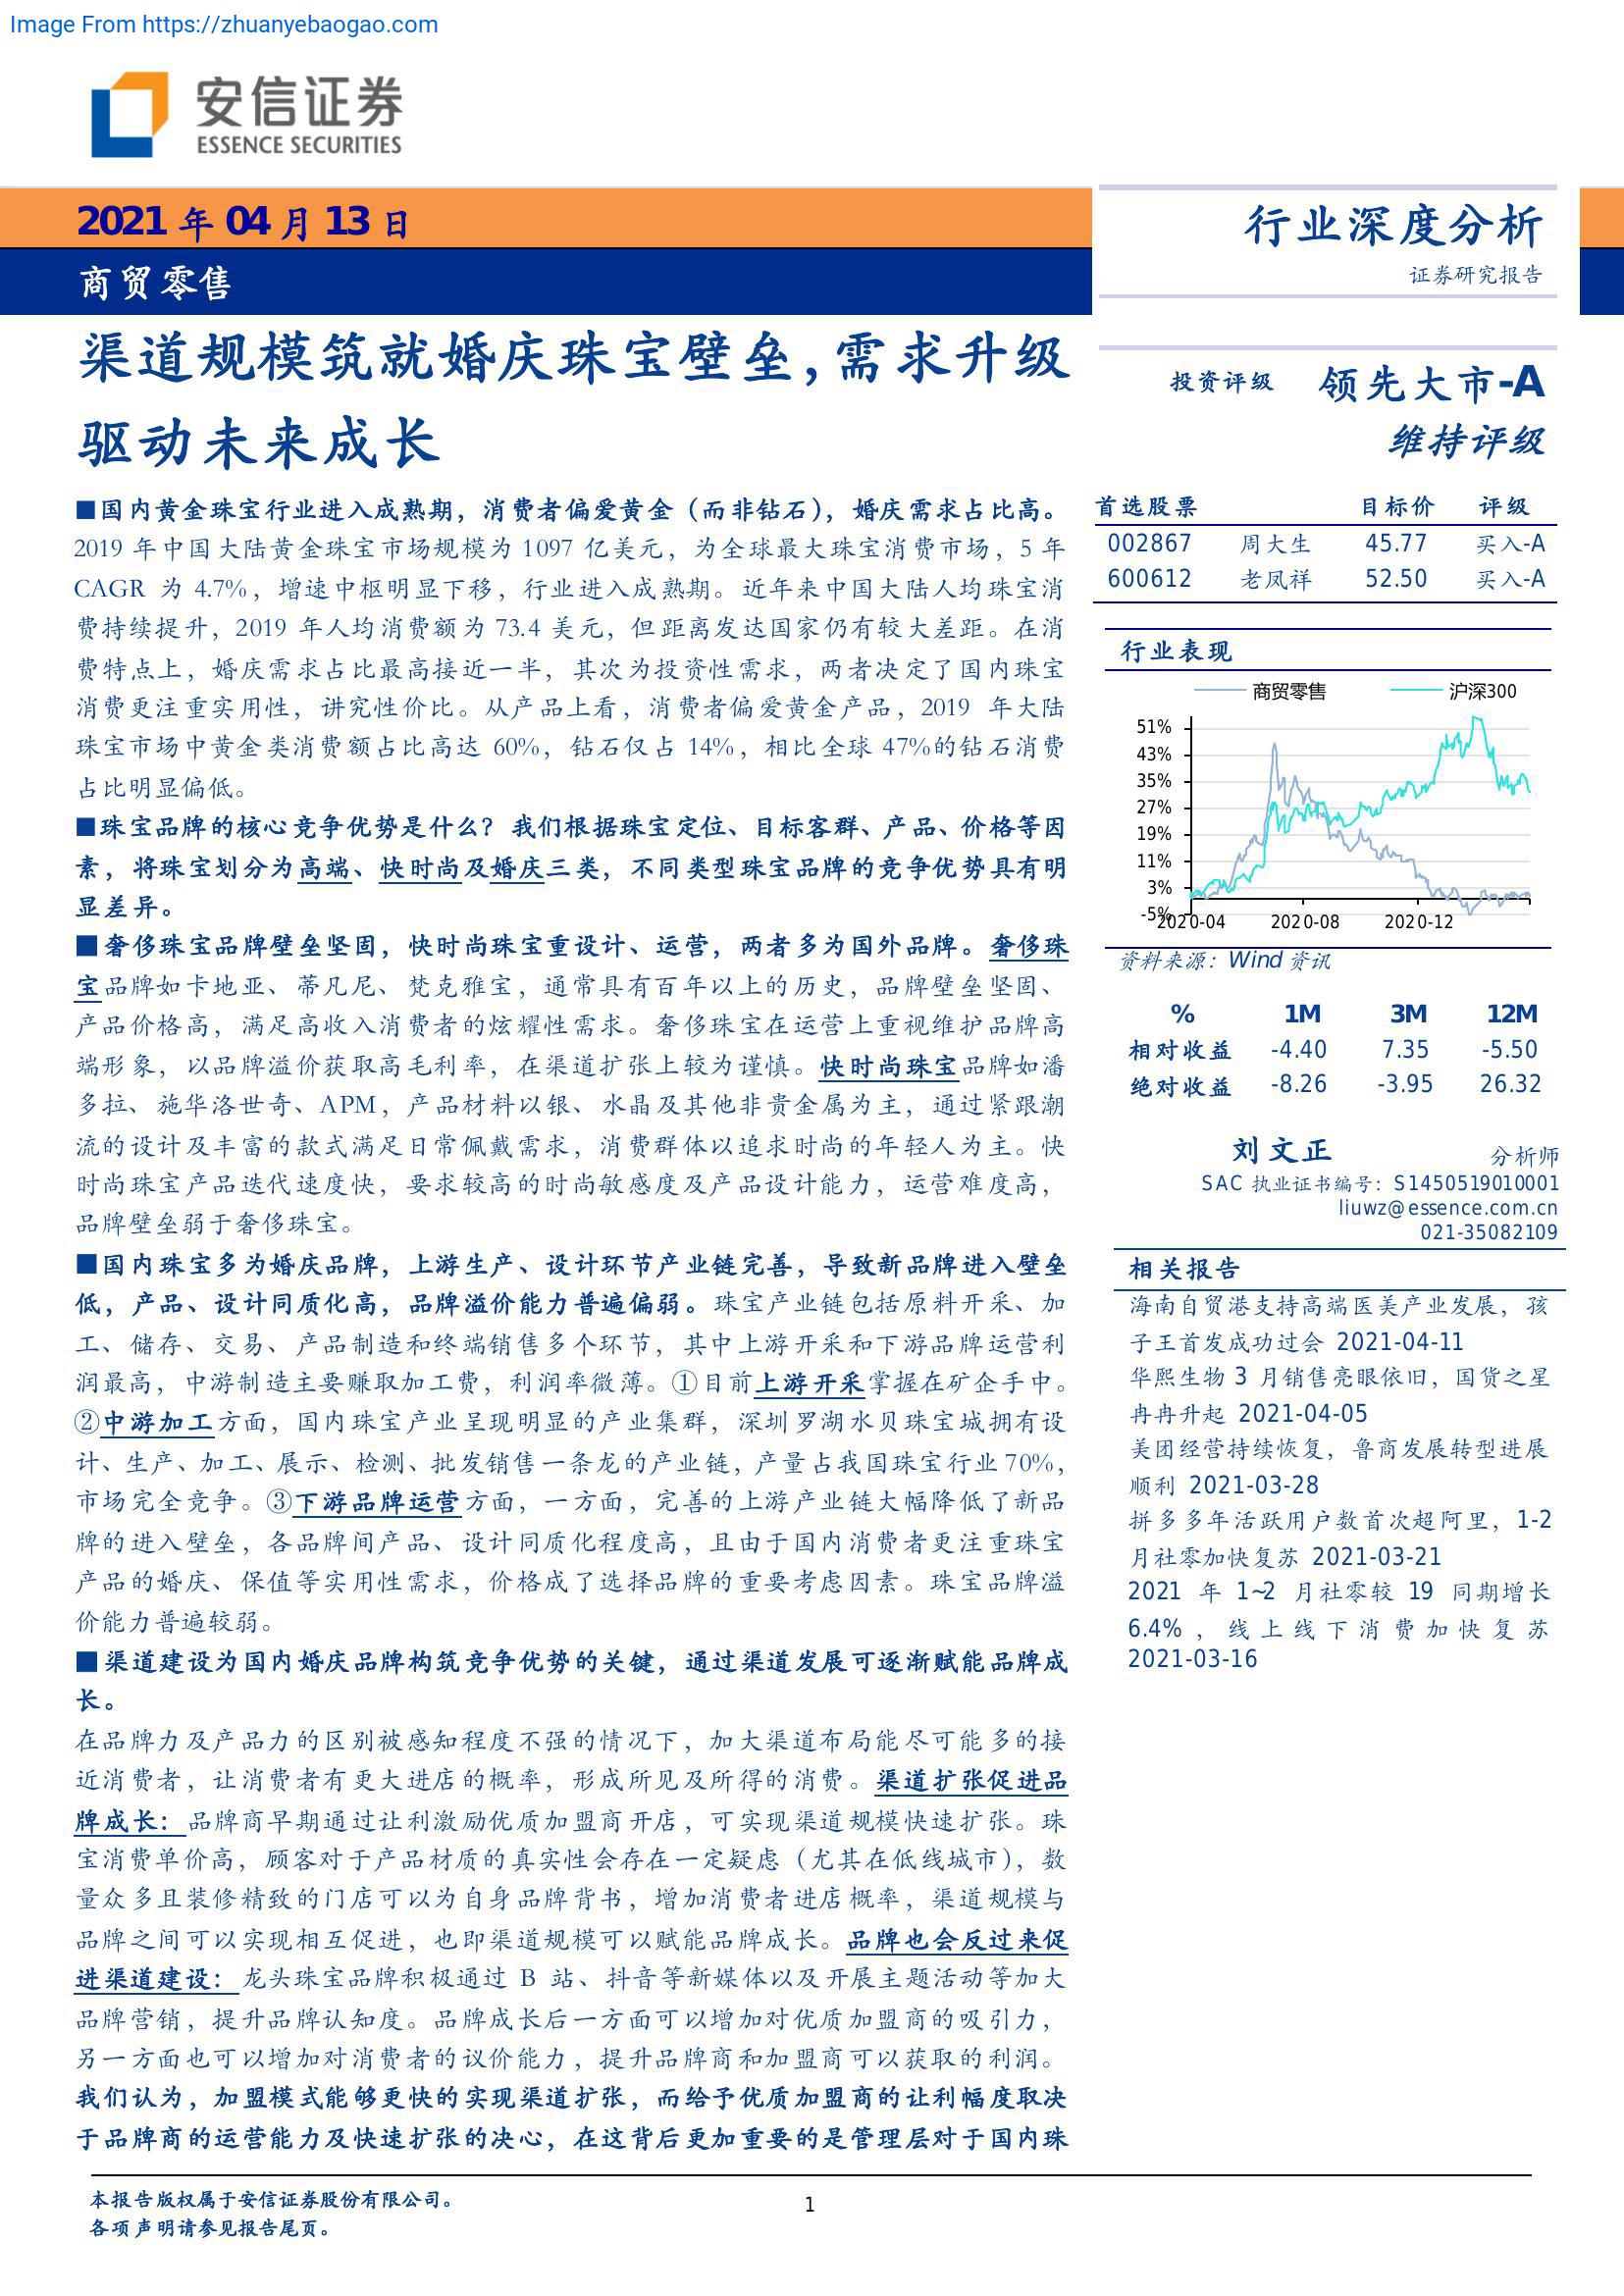 Image From https://zhuanyebaogao.com
安信证券
ESSENCE SECURITIES
2021 年 04 月 13 日
商贸零售
行业深度分析
证券研究报告
渠道规模筑就婚庆珠宝壁垒,需求升级
驱动未来成长
■国内黄金珠宝行业进入成熟期，消费者偏爱黄金（而非钻石），婚庆需求占比高。
2019 年中国大陆黄金珠宝市场规模为 1097 亿美元，为全球最大珠宝消费市场，5 年
CAGR 为 4.7%，增速中枢明显下移，行业进入成熟期。近年来中国大陆人均珠宝消
费持续提升，2019 年人均消费额为 73.4 美元，但距离发达国家仍有较大差距。在消
费特点上，婚庆需求占比最高接近一半，其次为投资性需求，两者决定了国内珠宝
消费更注重实用性，讲究性价比。从产品上看，消费者偏爱黄金产品，2019 年大陆
珠宝市场中黄金类消费额占比高达 60%，钻石仅占 14%，相比全球 47%的钻石消费
占比明显偏低。
■珠宝品牌的核心竞争优势是什么？我们根据珠宝定位、目标客群、产品、价格等因
素，将珠宝划分为高端、快时尚及婚庆三类，不同类型珠宝品牌的竞争优势具有明
显差异。
■奢侈珠宝品牌壁垒坚固，快时尚珠宝重设计、运营，两者多为国外品牌。奢侈珠
宝品牌如卡地亚、蒂凡尼、梵克雅宝，通常具有百年以上的历史，品牌壁垒坚固、
产品价格高，满足高收入消费者的炫耀性需求。奢侈珠宝在运营上重视维护品牌高
端形象，以品牌溢价获取高毛利率，在渠道扩张上较为谨慎。快时尚珠宝品牌如潘
多拉、施华洛世奇、APM，产品材料以银、水晶及其他非贵金属为主，通过紧跟潮
流的设计及丰富的款式满足日常佩戴需求，消费群体以追求时尚的年轻人为主。快
时尚珠宝产品迭代速度快，要求较高的时尚敏感度及产品设计能力，运营难度高，
品牌壁垒弱于奢侈珠宝。
■国内珠宝多为婚庆品牌，上游生产、设计环节产业链完善，导致新品牌进入壁垒
低，产品、设计同质化高，品牌溢价能力普遍偏弱。珠宝产业链包括原料开采、加
工、储存、交易、产品制造和终端销售多个环节，其中上游开采和下游品牌运营利
润最高，中游制造主要赚取加工费，利润率微薄。①目前上游开采掌握在矿企手中。
②中游加工方面，国内珠宝产业呈现明显的产业集群，深圳罗湖水贝珠宝城拥有设
计、生产、加工、展示、检测、批发销售一条龙的产业链，产量占我国珠宝行业 70%，
市场完全竞争。③下游品牌运营方面，一方面，完善的上游产业链大幅降低了新品
牌的进入壁垒，各品牌间产品、设计同质化程度高，且由于国内消费者更注重珠宝
产品的婚庆、保值等实用性需求，价格成了选择品牌的重要考虑因素。珠宝品牌溢
价能力普遍较弱。
■渠道建设为国内婚庆品牌构筑竞争优势的关键，通过渠道发展可逐渐赋能品牌成
长。
在品牌力及产品力的区别被感知程度不强的情况下，加大渠道布局能尽可能多的接
近消费者，让消费者有更大进店的概率，形成所见及所得的消费。渠道扩张促进品
牌成长：品牌商早期通过让利激励优质加盟商开店，可实现渠道规模快速扩张。珠
宝消费单价高，顾客对于产品材质的真实性会存在一定疑虑（尤其在低线城市），数
量众多且装修精致的门店可以为自身品牌背书，增加消费者进店概率，渠道规模与
品牌之间可以实现相互促进，也即渠道规模可以赋能品牌成长。品牌也会反过来促
进渠道建设：龙头珠宝品牌积极通过 B 站、抖音等新媒体以及开展主题活动等加大
品牌营销，提升品牌认知度。品牌成长后一方面可以增加对优质加盟商的吸引力，
另一方面也可以增加对消费者的议价能力，提升品牌商和加盟商可以获取的利润。
我们认为，加盟模式能够更快的实现渠道扩张，而给予优质加盟商的让利幅度取决
于品牌商的运营能力及快速扩张的决心，在这背后更加重要的是管理层对于国内珠
投资评级 领先大市-A
维持评级
首选股票 目标价 评级
002867 周大生 45.77 买入-A
600612 老凤祥 52.50 买入-A
行业表现
商贸零售 沪深300
51%
43%
35%
27%
19%
11%
3%
-5%
2020-04 2020-08 2020-12
资料来源：Wind 资讯
% 1M 3M 12M
相对收益 -4.40 7.35 -5.50
绝对收益 -8.26 -3.95 26.32
刘文正 分析师
SAC 执业证书编号：S1450519010001
liuwz@essence.com.cn
021-35082109
相关报告
海南自贸港支持高端医美产业发展，孩
子王首发成功过会 2021-04-11
华熙生物 3 月销售亮眼依旧，国货之星
冉冉升起 2021-04-05
美团经营持续恢复，鲁商发展转型进展
顺利 2021-03-28
拼多多年活跃用户数首次超阿里，1-2
月社零加快复苏 2021-03-21
2021 年 1~2 月社零较 19 同期增长
6.4%，线上线下消费加快复苏
2021-03-16
本报告版权属于安信证券股份有限公司。
各项声明请参见报告尾页。
1